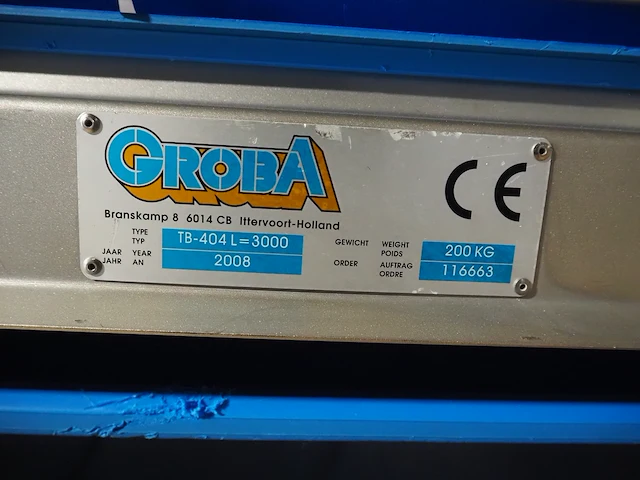 GROBA
CE
Branskamp 8 6014 CB Ittervoort-Holland
TYPE
TYP
TB-404 L=3000
GEWICHT
WEIGHT
POIDS
200 KG
JAAR YEAR
JAHR AN
2008
ORDER
AUFTRAG
ORDRE
116663